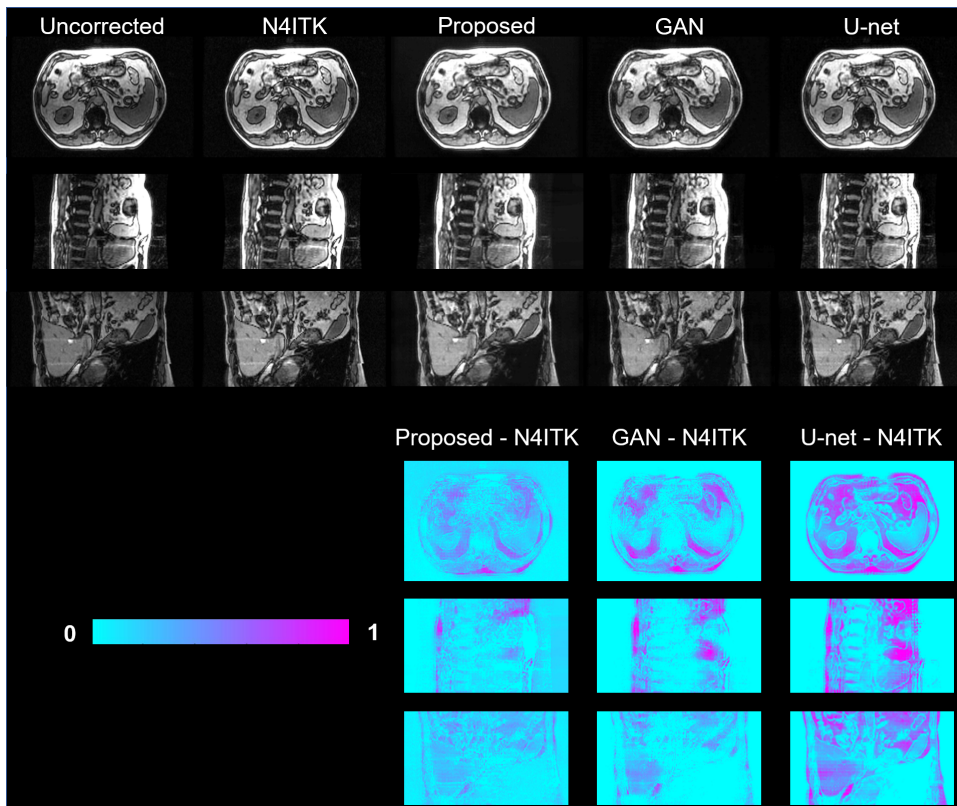 Uncorrected N4ITK Proposed GAN U-net
Proposed - N4ITK GAN - N4ITK U-net - N4ITK
0 1